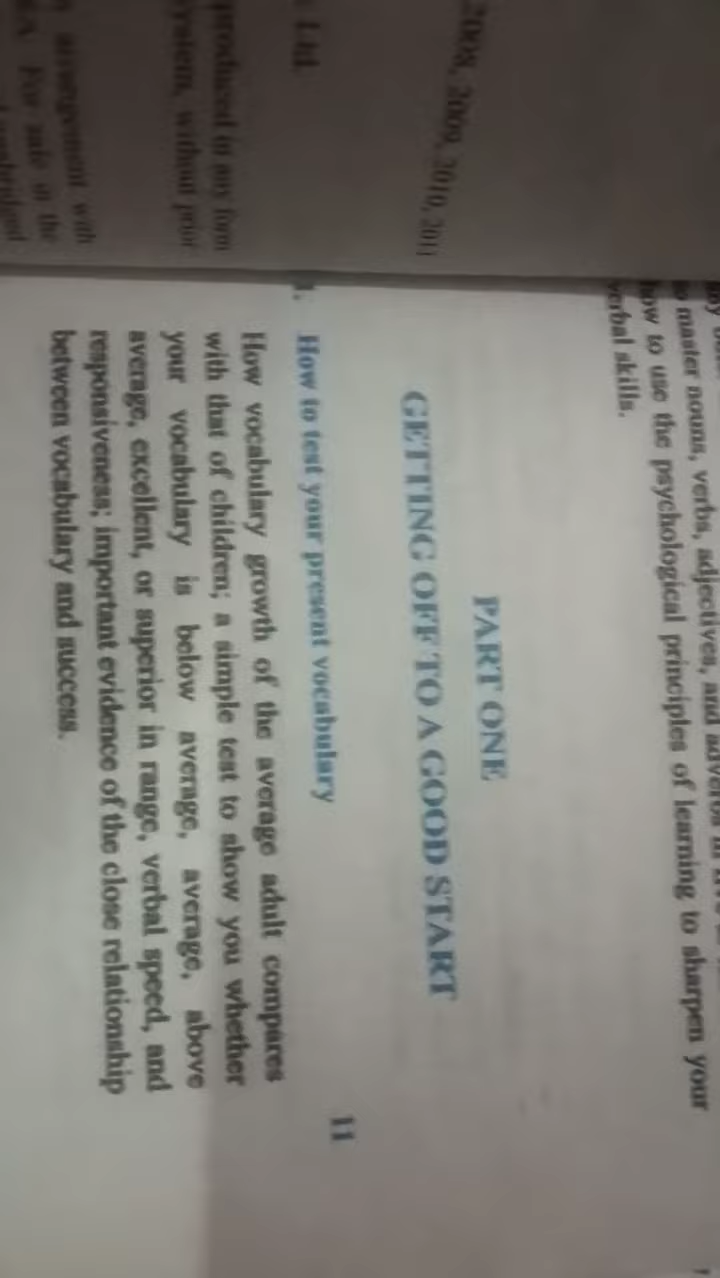 2008, 2009, 2010, 2011
Ltd.
produced in any form
system, without prior
arrangement with
For sale in the
master nouns, verbs, adjectives, and adverbs in
how to use the psychological principles of learning to sharpen your
verbal skills.
PART ONE
GETTING OFF TO A GOOD START
1. How to test your present vocabulary 11
How vocabulary growth of the average adult compares
with that of children; a simple test to show you whether
your vocabulary is below average, average, above
average, excellent, or superior in range, verbal speed, and
responsiveness; important evidence of the close relationship
between vocabulary and success.